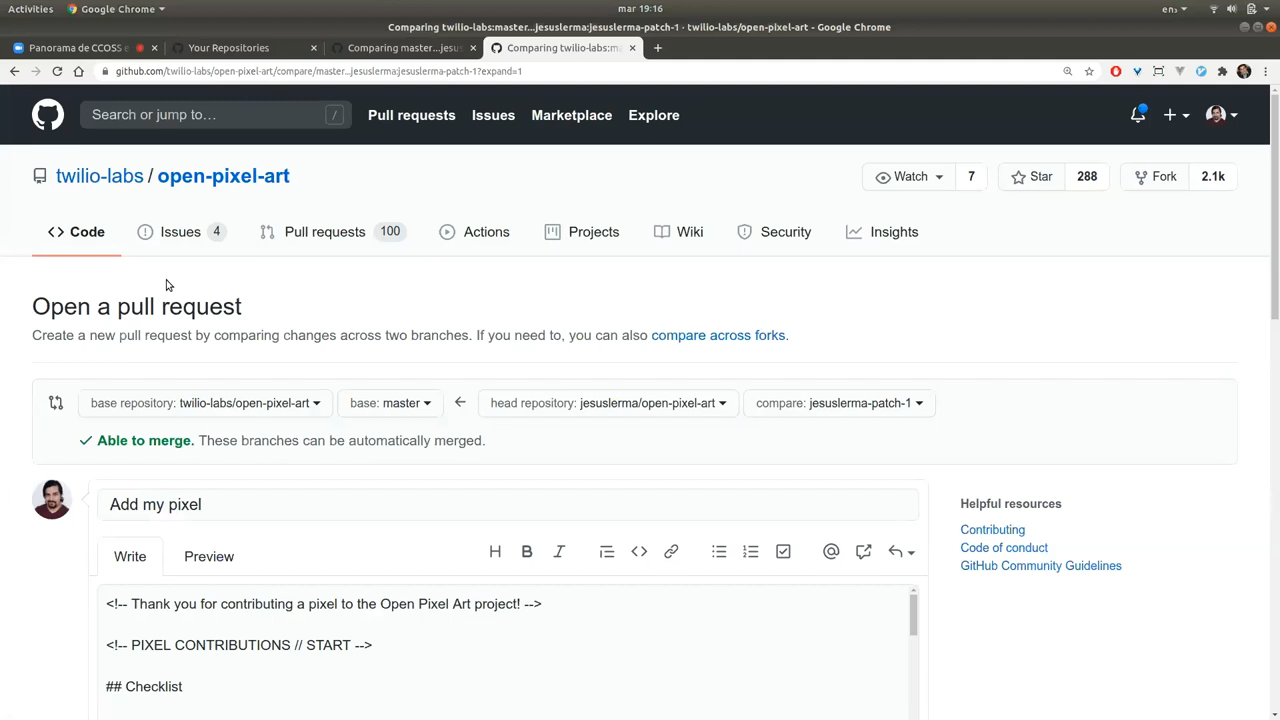 Activities Google Chrome mar 19:16 en₁
Comparing twilio-labs:master...jesuslerma:jesuslerma-patch-1 · twilio-labs/open-pixel-art - Google Chrome
Panorama de CCOSS e × Your Repositories × Comparing master...jesus × Comparing twilio-labs:ma × +
github.com/twilio-labs/open-pixel-art/compare/master...jesuslerma:jesuslerma-patch-1?expand=1
Search or jump to... / Pull requests Issues Marketplace Explore
twilio-labs / open-pixel-art Watch 7 Star 288 Fork 2.1k
Code Issues 4 Pull requests 100 Actions Projects Wiki Security Insights
Open a pull request
Create a new pull request by comparing changes across two branches. If you need to, you can also compare across forks.
base repository: twilio-labs/open-pixel-art base: master ← head repository: jesuslerma/open-pixel-art compare: jesuslerma-patch-1
✓ Able to merge. These branches can be automatically merged.
Add my pixel
Helpful resources
Contributing
Code of conduct
GitHub Community Guidelines
Write Preview H B I @
<!-- Thank you for contributing a pixel to the Open Pixel Art project! -->
<!-- PIXEL CONTRIBUTIONS // START -->
## Checklist